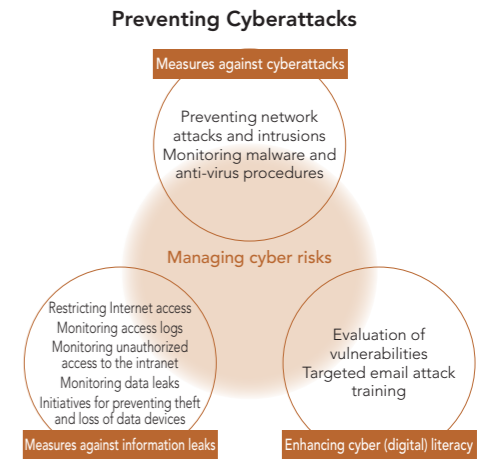 Preventing Cyberattacks
Measures against cyberattacks
Preventing network
attacks and intrusions
Monitoring malware and
anti-virus procedures
Managing cyber risks
Restricting Internet access
Monitoring access logs
Monitoring unauthorized
access to the intranet
Monitoring data leaks
Initiatives for preventing theft
and loss of data devices
Measures against information leaks
Evaluation of
vulnerabilities
Targeted email attack
training
Enhancing cyber (digital) literacy